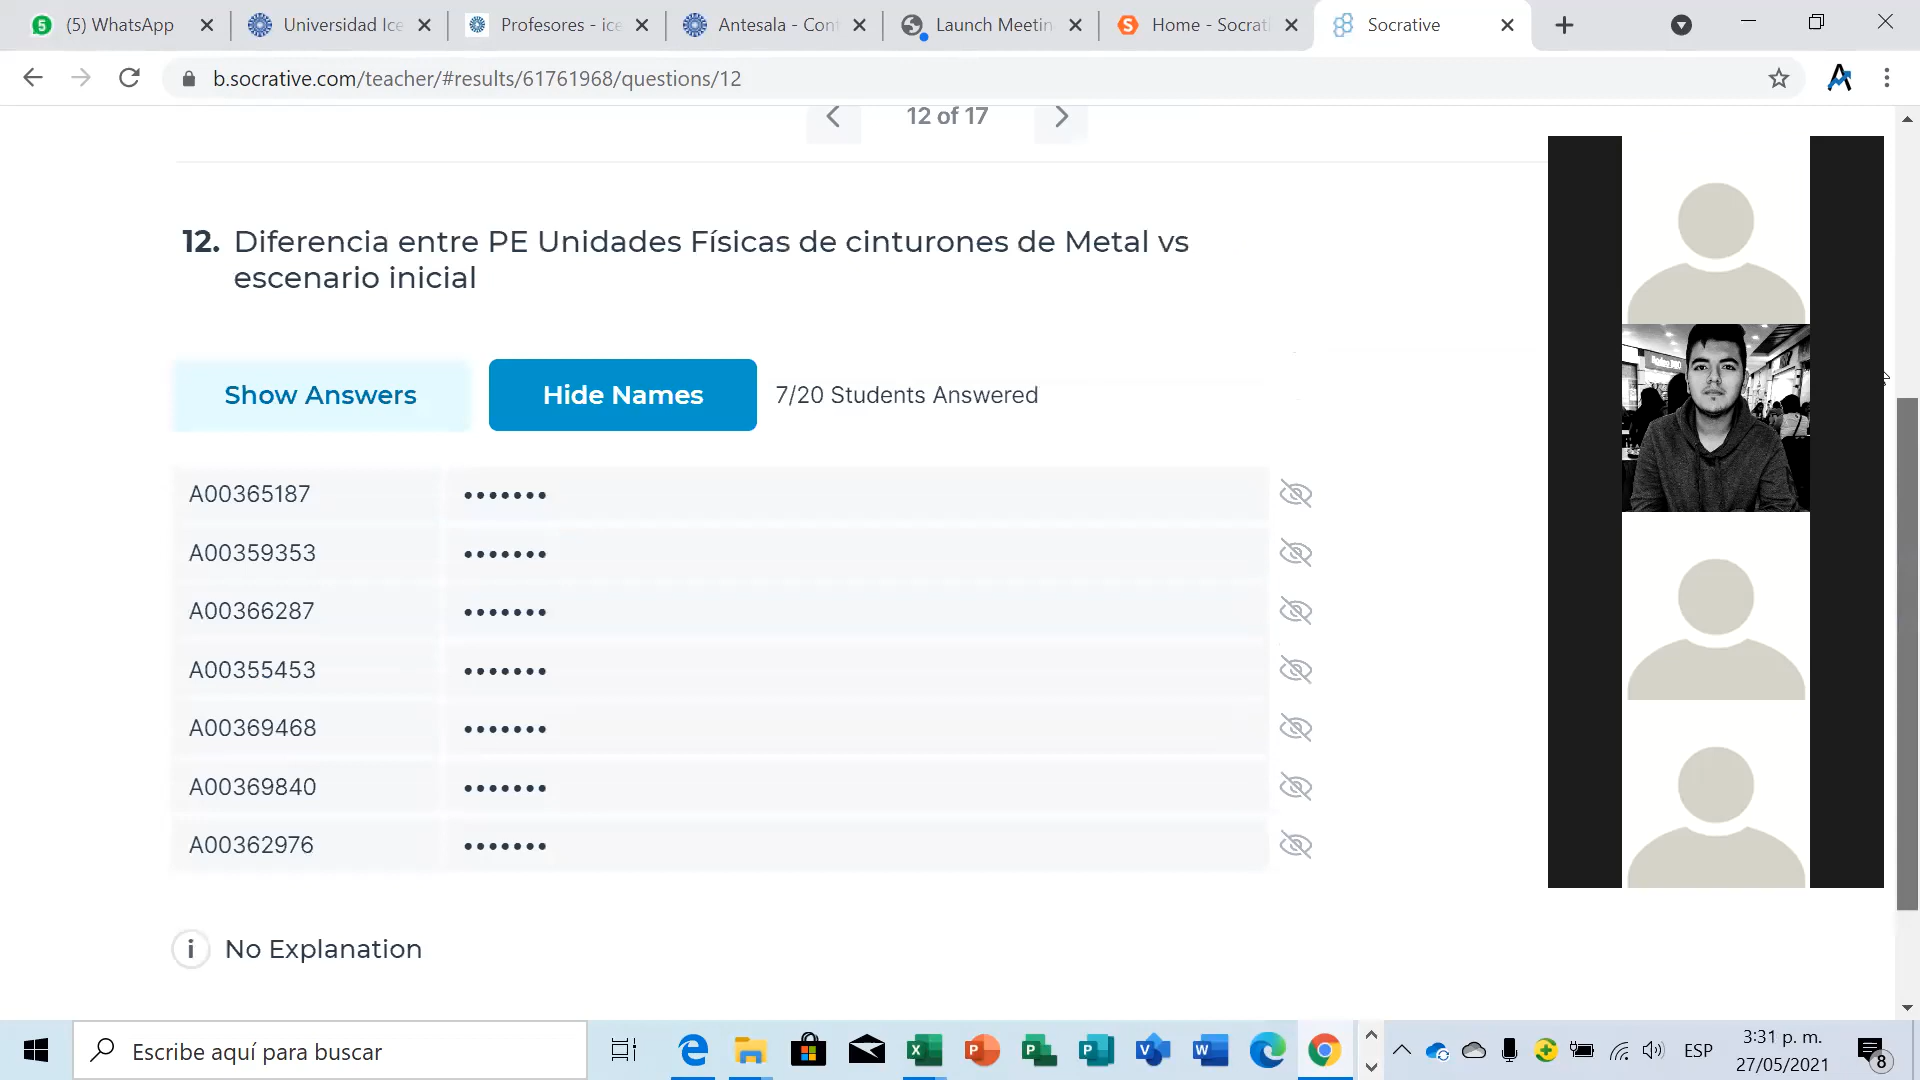 (5) WhatsApp
Universidad Ice
Profesores - ice
Antesala - Con
Launch Meetin
Home - Socrat
Socrative
b.socrative.com/teacher/#results/61761968/questions/12
12 of 17
12. Diferencia entre PE Unidades Físicas de cinturones de Metal vs
escenario inicial
Show Answers
Hide Names
7/20 Students Answered
A00365187 •••••••
A00359353 •••••••
A00366287 •••••••
A00355453 •••••••
A00369468 •••••••
A00369840 •••••••
A00362976 •••••••
i No Explanation
Escribe aquí para buscar
ESP
3:31 p. m.
27/05/2021
8